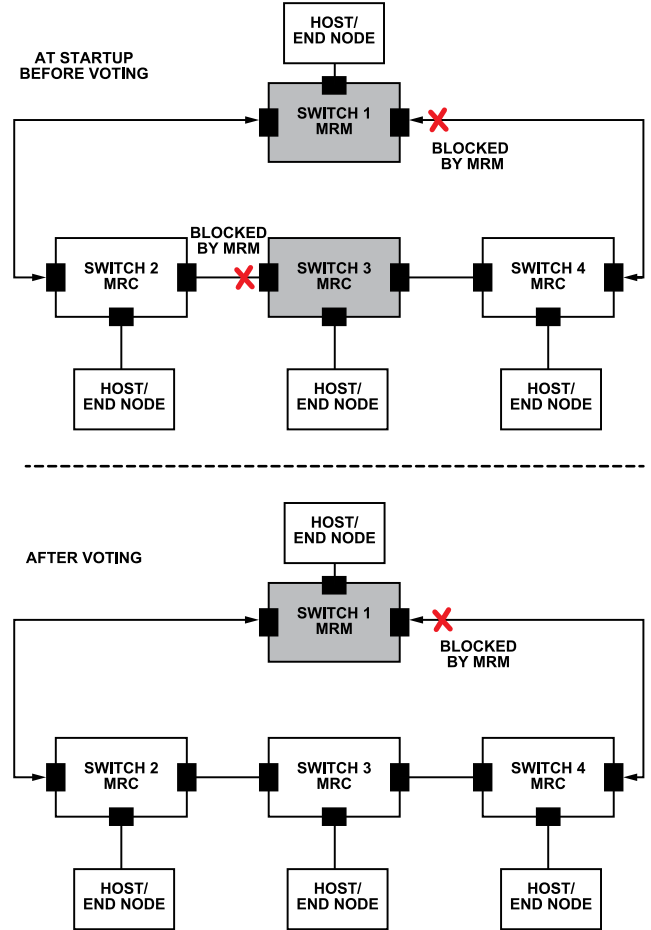 HOST/
END NODE
AT STARTUP
BEFORE VOTING
SWITCH 1
MRM
BLOCKED
BY MRM
BLOCKED
BY MRM
SWITCH 2
MRC
SWITCH 3
MRC
SWITCH 4
MRC
HOST/
END NODE
HOST/
END NODE
HOST/
END NODE
HOST/
END NODE
AFTER VOTING
SWITCH 1
MRM
BLOCKED
BY MRM
SWITCH 2
MRC
SWITCH 3
MRC
SWITCH 4
MRC
HOST/
END NODE
HOST/
END NODE
HOST/
END NODE